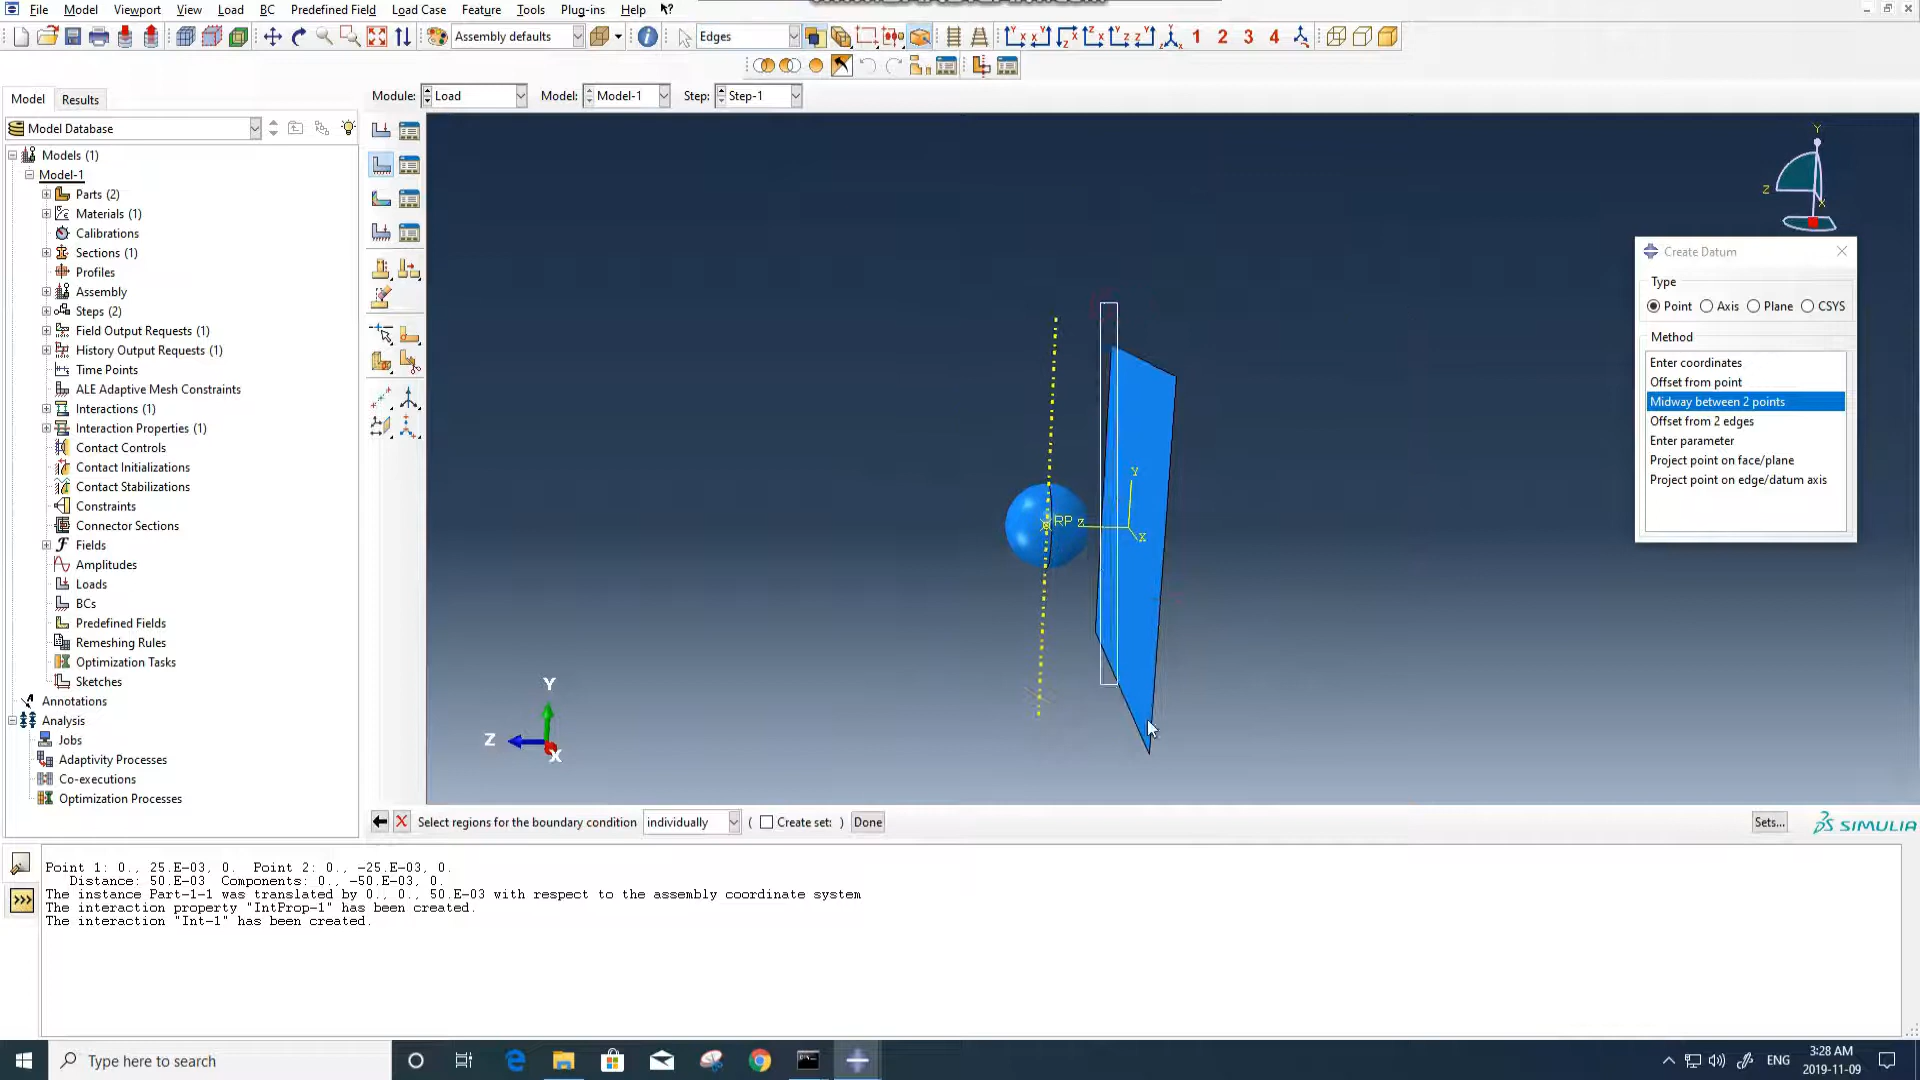 File Model Viewport View Load BC Predefined Field Load Case Feature Tools Plug-ins Help
Assembly defaults
Edges
1 2 3 4
Model Results
Module: Load Model: Model-1 Step: Step-1
Model Database
Models (1)
Model-1
Parts (2)
Materials (1)
Calibrations
Sections (1)
Profiles
Assembly
Steps (2)
Field Output Requests (1)
History Output Requests (1)
Time Points
ALE Adaptive Mesh Constraints
Interactions (1)
Interaction Properties (1)
Contact Controls
Contact Initializations
Contact Stabilizations
Constraints
Connector Sections
Fields
Amplitudes
Loads
BCs
Predefined Fields
Remeshing Rules
Optimization Tasks
Sketches
Annotations
Analysis
Jobs
Adaptivity Processes
Co-executions
Optimization Processes
Y
Z
X
Create Datum
Type
Point Axis Plane CSYS
Method
Enter coordinates
Offset from point
Midway between 2 points
Offset from 2 edges
Enter parameter
Project point on face/plane
Project point on edge/datum axis
Y
RP Z
X
Y
Z
X
Select regions for the boundary condition individually ( Create set: ) Done
Sets...
SIMULIA
Point 1: 0., 25.E-03, 0. Point 2: 0., -25.E-03, 0.
Distance: 50.E-03 Components: 0., -50.E-03, 0.
The instance Part-1-1 was translated by 0., 0., 50.E-03 with respect to the assembly coordinate system
The interaction property "IntProp-1" has been created.
The interaction "Int-1" has been created.
>>>
Type here to search
ENG
3:28 AM
2019-11-09